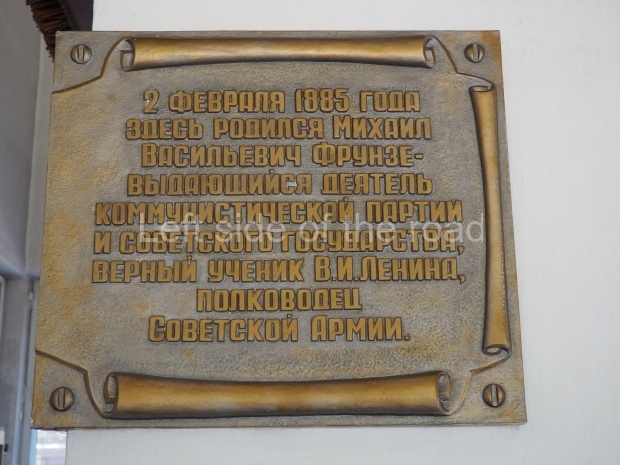 2 ФЕВРАЛЯ 1885 ГОДА
ЗДЕСЬ РОДИЛСЯ МИХАИЛ
ВАСИЛЬЕВИЧ ФРУНЗЕ-
ВЫДАЮЩИЙСЯ ДЕЯТЕЛЬ
КОММУНИСТИЧЕСКОЙ ПАРТИИ
И СОВЕТСКОГО ГОСУДАРСТВА,
Left side of the road
ВЕРНЫЙ УЧЕНИК В.И.ЛЕНИНА,
ПОЛКОВОДЕЦ
СОВЕТСКОЙ АРМИИ.